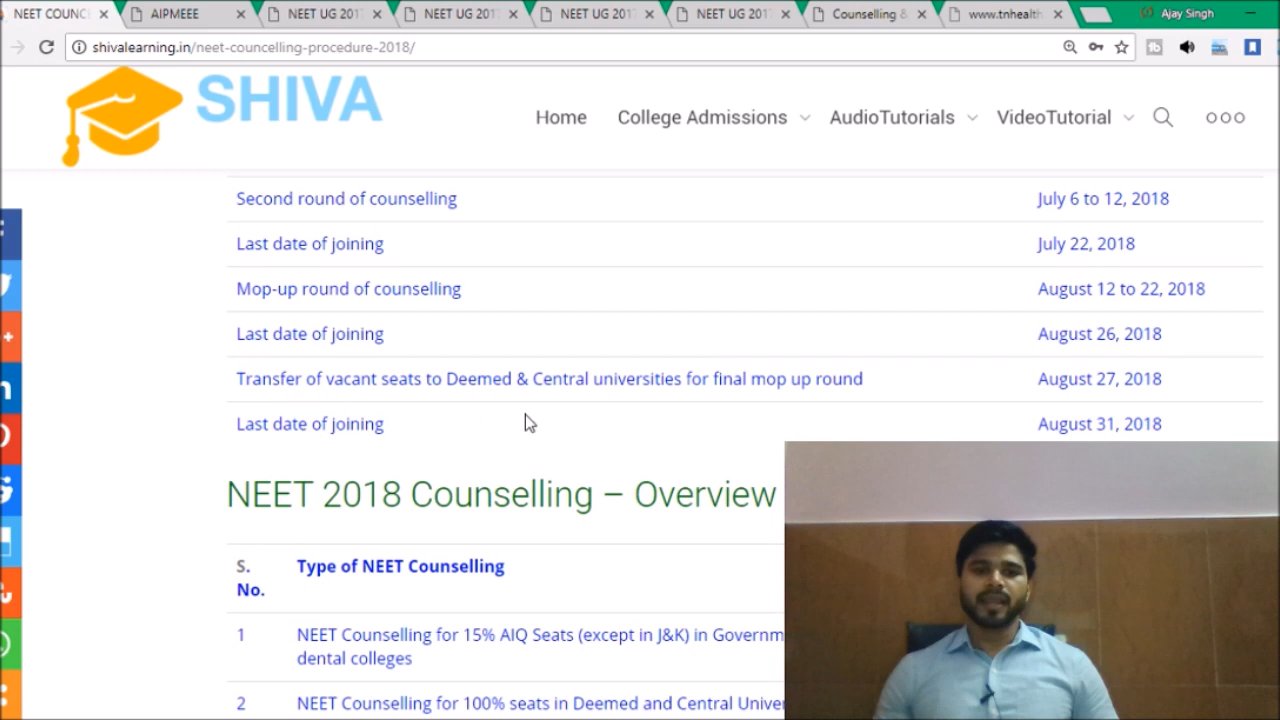 NEET COUNC
AIPMEEE
NEET UG 2017
NEET UG 2017
NEET UG 2017
NEET UG 2017
Counselling &
www.tnhealth
Ajay Singh
shivalearning.in/neet-councelling-procedure-2018/
SHIVA
Home
College Admissions
AudioTutorials
VideoTutorial
Second round of counselling July 6 to 12, 2018
Last date of joining July 22, 2018
Mop-up round of counselling August 12 to 22, 2018
Last date of joining August 26, 2018
Transfer of vacant seats to Deemed & Central universities for final mop up round August 27, 2018
Last date of joining August 31, 2018
NEET 2018 Counselling – Overview
S. Type of NEET Counselling
No.
1 NEET Counselling for 15% AIQ Seats (except in J&K) in Governm
dental colleges
2 NEET Counselling for 100% seats in Deemed and Central Univer